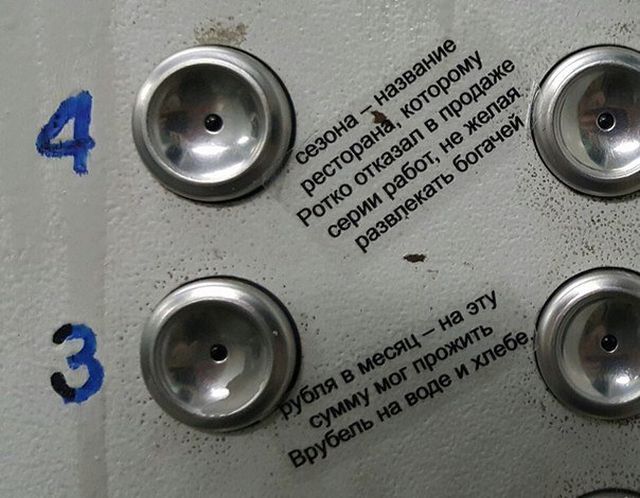 4
сезона – название
ресторана, которому
Ротко отказал в продаже
серии работ, не желая
развлекать богачей
3
рубля в месяц – на эту
сумму мог прожить
Врубель на воде и хлебе